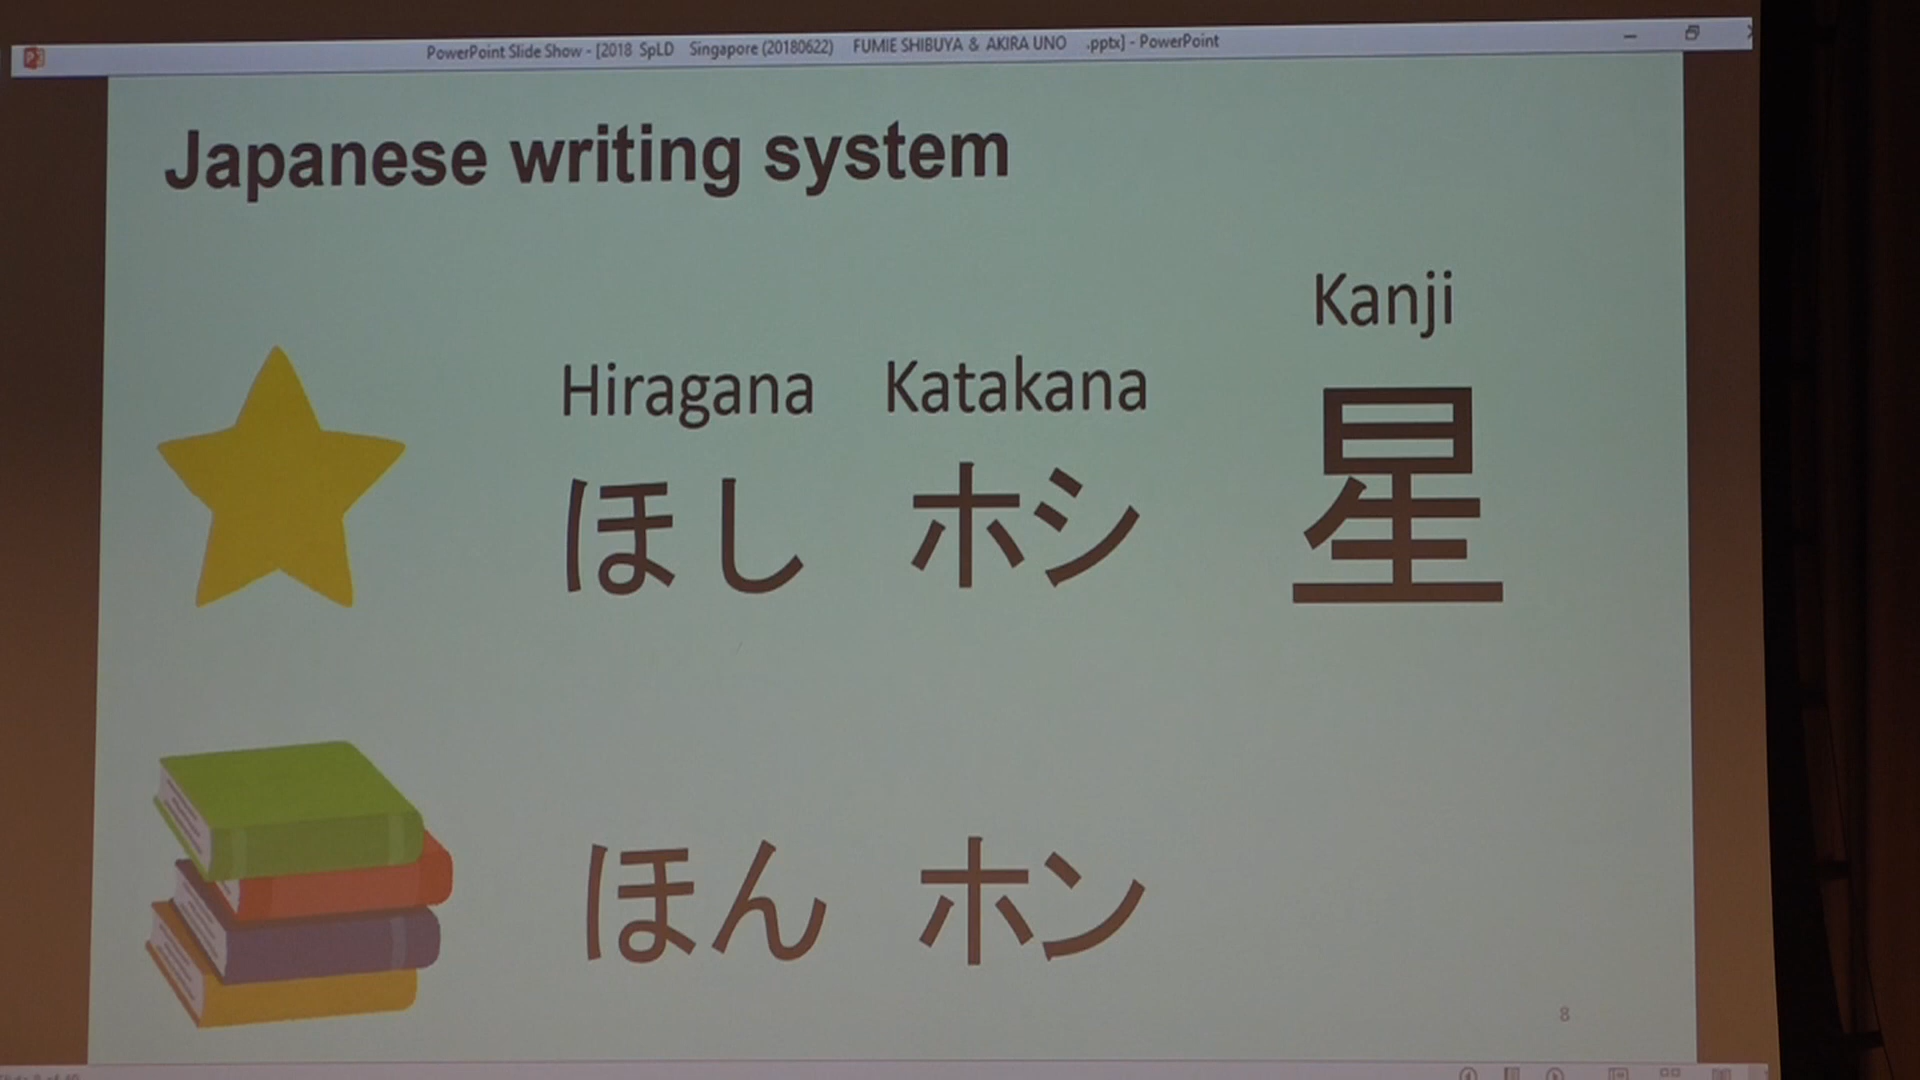 PowerPoint Slide Show - [2018 SpLD Singapore (20180622) FUMIE SHIBUYA & AKIRA UNO .pptx] - PowerPoint
Japanese writing system
Kanji
Hiragana Katakana
ほし ホシ 星
ほん ホン
8